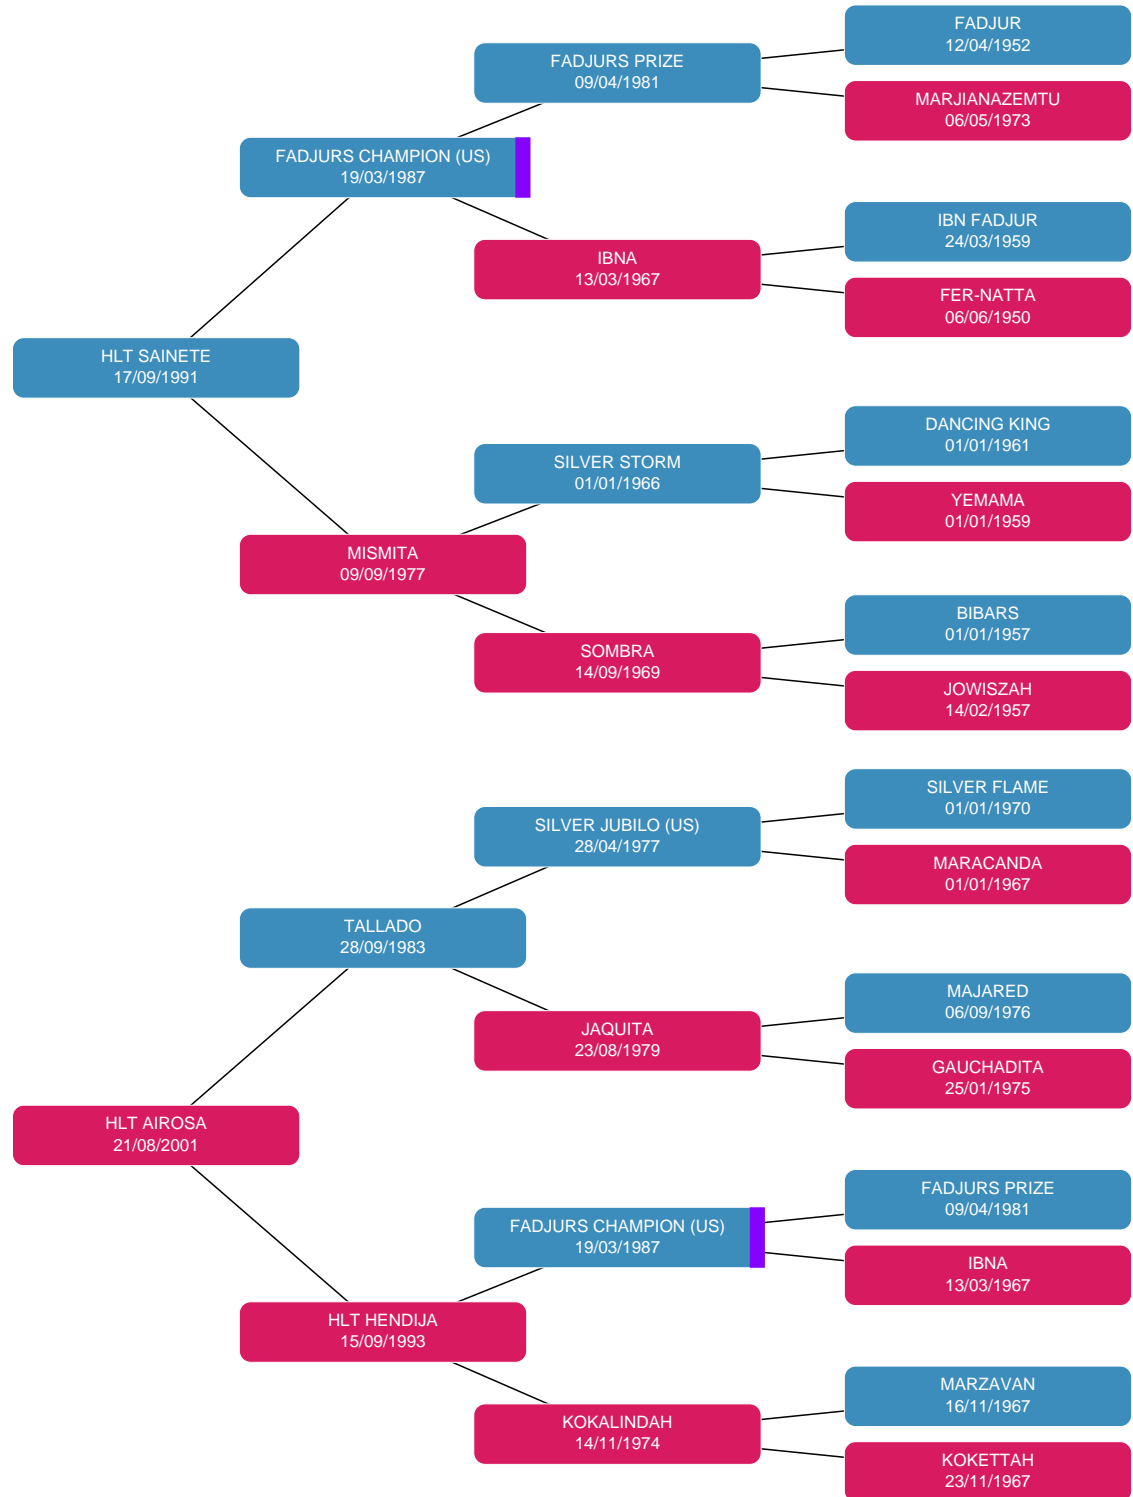 FADJUR
12/04/1952
FADJURS PRIZE
09/04/1981
MARJIANAZEMTU
06/05/1973
FADJURS CHAMPION (US)
19/03/1987
IBN FADJUR
24/03/1959
IBNA
13/03/1967
FER-NATTA
06/06/1950
HLT SAINETE
17/09/1991
DANCING KING
01/01/1961
SILVER STORM
01/01/1966
YEMAMA
01/01/1959
MISMITA
09/09/1977
BIBARS
01/01/1957
SOMBRA
14/09/1969
JOWISZAH
14/02/1957
SILVER FLAME
01/01/1970
SILVER JUBILO (US)
28/04/1977
MARACANDA
01/01/1967
TALLADO
28/09/1983
MAJARED
06/09/1976
JAQUITA
23/08/1979
GAUCHADITA
25/01/1975
HLT AIROSA
21/08/2001
FADJURS PRIZE
09/04/1981
FADJURS CHAMPION (US)
19/03/1987
IBNA
13/03/1967
HLT HENDIJA
15/09/1993
MARZAVAN
16/11/1967
KOKALINDAH
14/11/1974
KOKETTAH
23/11/1967